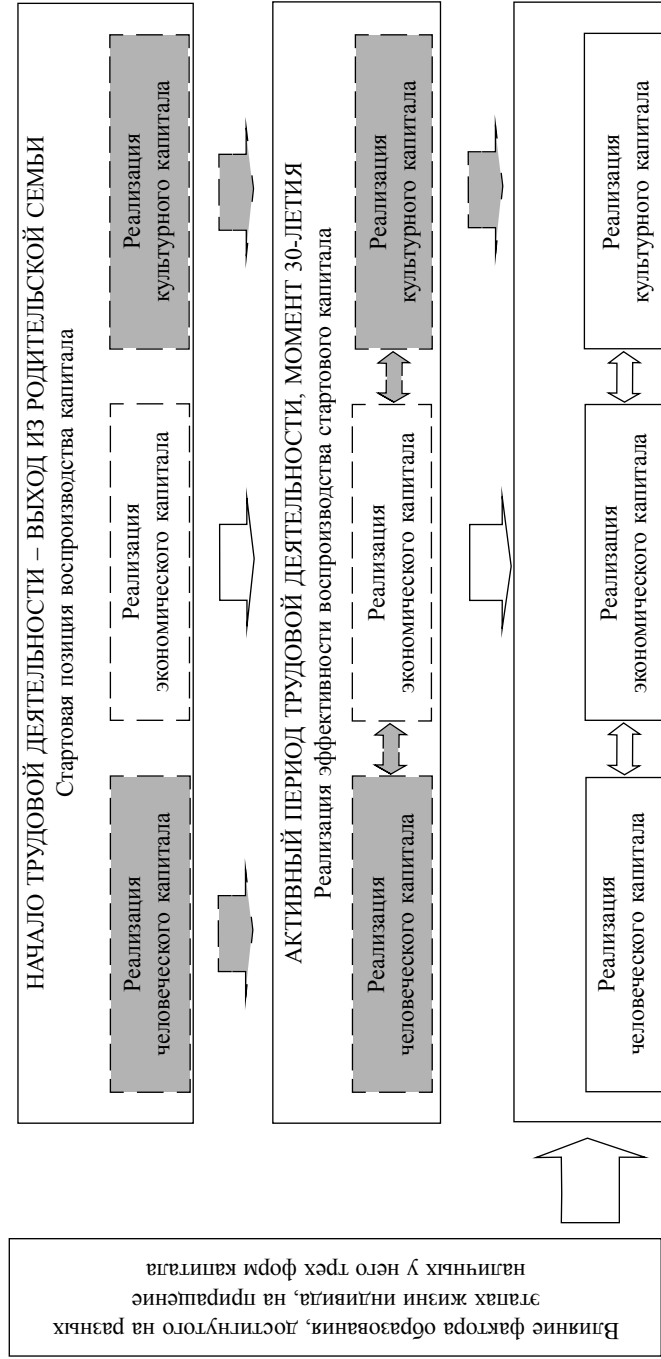 НАЧАЛО ТРУДОВОЙ ДЕЯТЕЛЬНОСТИ – ВЫХОД ИЗ РОДИТЕЛЬСКОЙ СЕМЬИ
Стартовая позиция воспроизводства капитала
Реализация
человеческого капитала
Реализация
экономического капитала
Реализация
культурного капитала
АКТИВНЫЙ ПЕРИОД ТРУДОВОЙ ДЕЯТЕЛЬНОСТИ, МОМЕНТ 30-ЛЕТИЯ
Реализация эффективности воспроизводства стартового капитала
Реализация
человеческого капитала
Реализация
экономического капитала
Реализация
культурного капитала
Реализация
человеческого капитала
Реализация
экономического капитала
Реализация
культурного капитала
Влияние фактора образования, достигнутого на разных
этапах жизни индивида, на приращение
наличных у него трех форм капитала